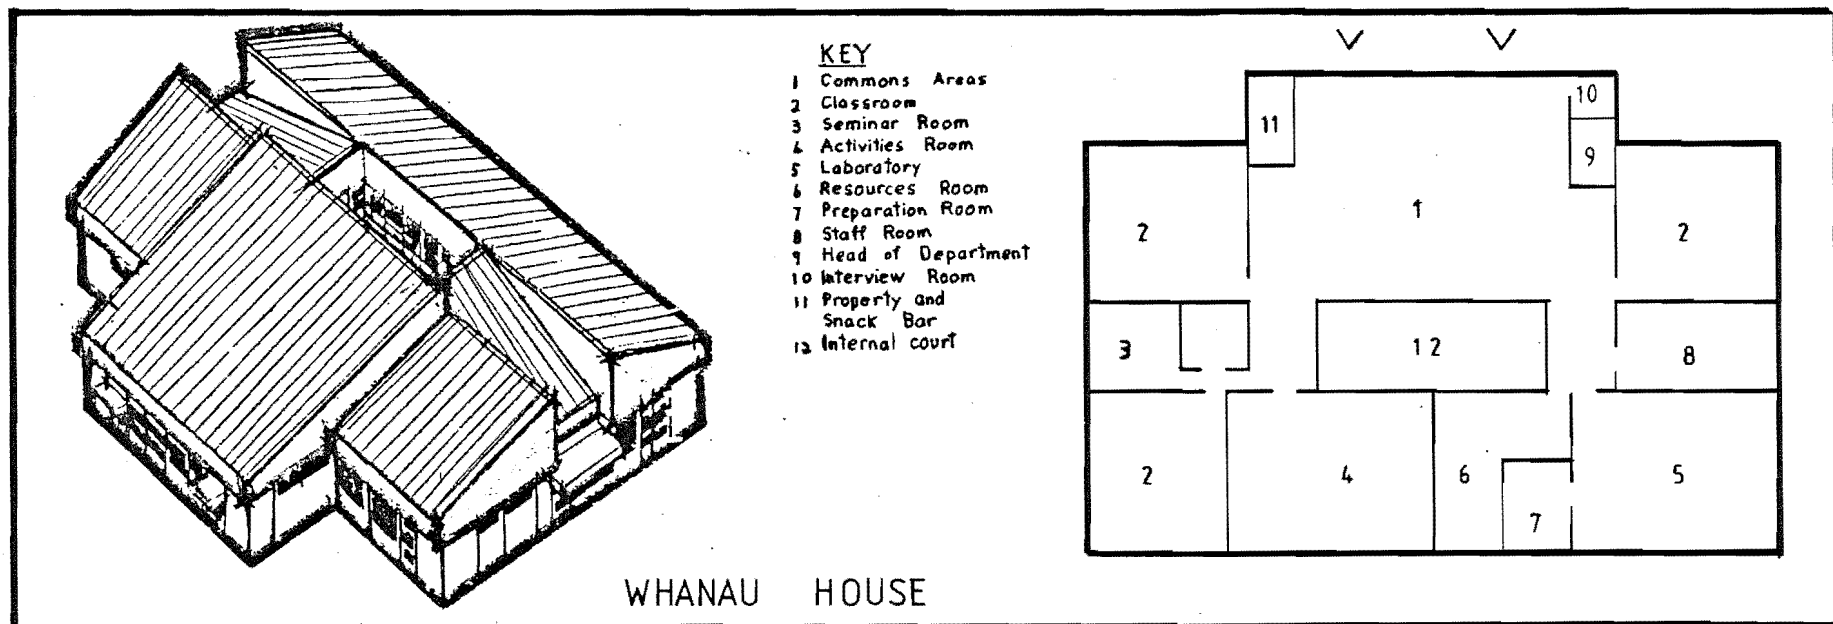 KEY
1 Commons Areas
2 Classroom
3 Seminar Room
4 Activities Room
5 Laboratory
6 Resources Room
7 Preparation Room
8 Staff Room
9 Head of Department
10 Interview Room
11 Property and
Snack Bar
12 Internal court
10
11
9
2
1
2
3
12
8
2
4
6
7
5
WHANAU HOUSE